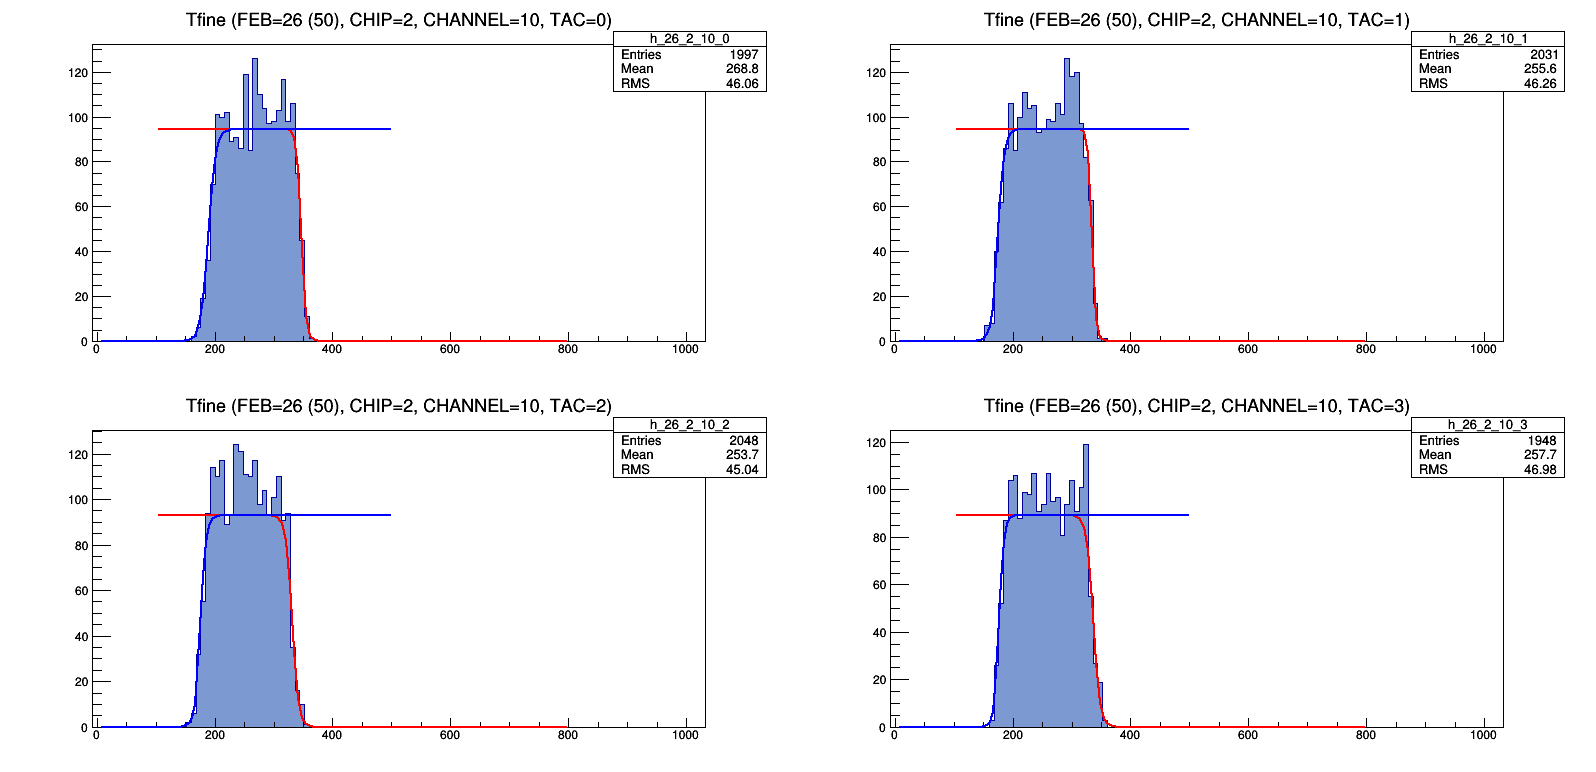 Tfine (FEB=26 (50), CHIP=2, CHANNEL=10, TAC=0)
h_26_2_10_0
Entries 1997
Mean 268.8
RMS 46.06
120
100
80
60
40
20
0
0 200 400 600 800 1000
Tfine (FEB=26 (50), CHIP=2, CHANNEL=10, TAC=1)
h_26_2_10_1
Entries 2031
Mean 255.6
RMS 46.26
120
100
80
60
40
20
0
0 200 400 600 800 1000
Tfine (FEB=26 (50), CHIP=2, CHANNEL=10, TAC=2)
h_26_2_10_2
Entries 2048
Mean 253.7
RMS 45.04
120
100
80
60
40
20
0
0 200 400 600 800 1000
Tfine (FEB=26 (50), CHIP=2, CHANNEL=10, TAC=3)
h_26_2_10_3
Entries 1948
Mean 257.7
RMS 46.98
120
100
80
60
40
20
0
0 200 400 600 800 1000